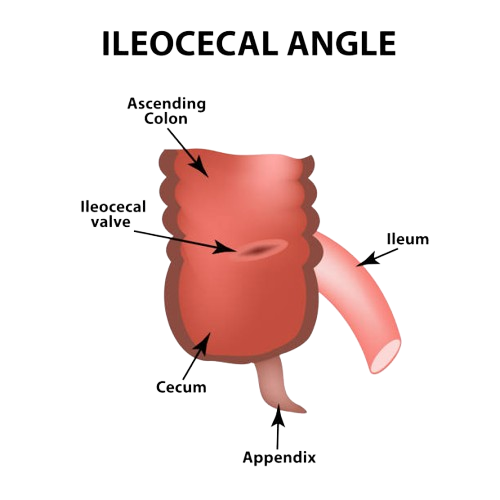 ILEOCECAL ANGLE
Ascending
Colon
Ileocecal
valve
Ileum
Cecum
Appendix